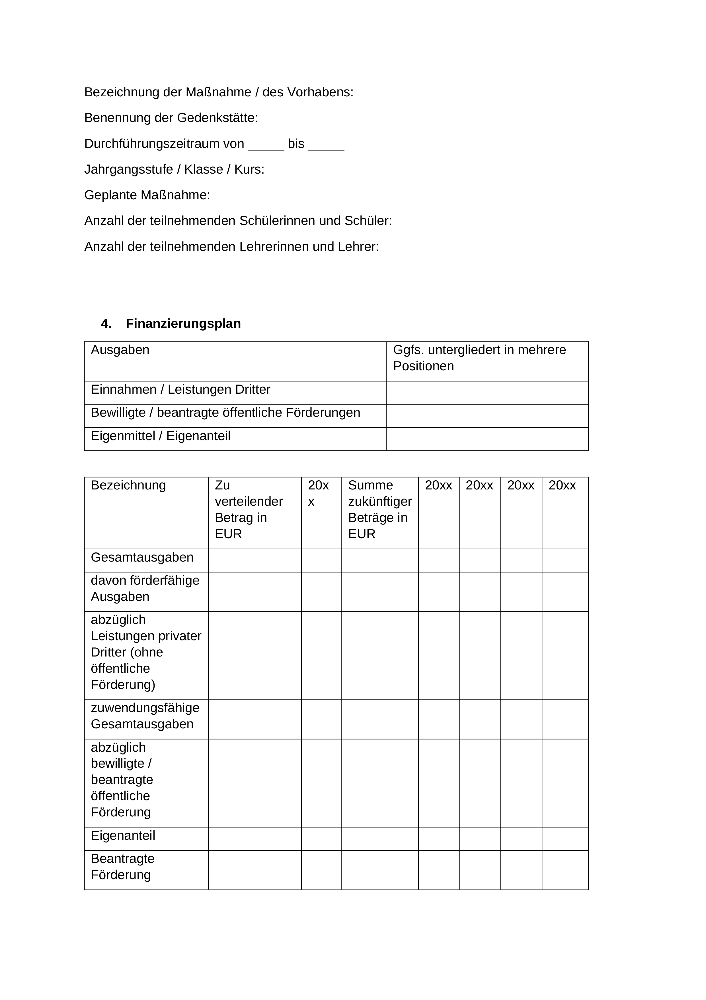 Bezeichnung der Maßnahme / des Vorhabens:
Benennung der Gedenkstätte:
Durchführungszeitraum von _____ bis _____
Jahrgangsstufe / Klasse / Kurs:
Geplante Maßnahme:
Anzahl der teilnehmenden Schülerinnen und Schüler:
Anzahl der teilnehmenden Lehrerinnen und Lehrer:
4. Finanzierungsplan
Ausgaben
Ggfs. untergliedert in mehrere
Positionen
Einnahmen / Leistungen Dritter
Bewilligte / beantragte öffentliche Förderungen
Eigenmittel / Eigenanteil
Bezeichnung
Zu
verteilender
Betrag in
EUR
20x
x
Summe
zukünftiger
Beträge in
EUR
20xx
20xx
20xx
20xx
Gesamtausgaben
davon förderfähige
Ausgaben
abzüglich
Leistungen privater
Dritter (ohne
öffentliche
Förderung)
zuwendungsfähige
Gesamtausgaben
abzüglich
bewilligte /
beantragte
öffentliche
Förderung
Eigenanteil
Beantragte
Förderung